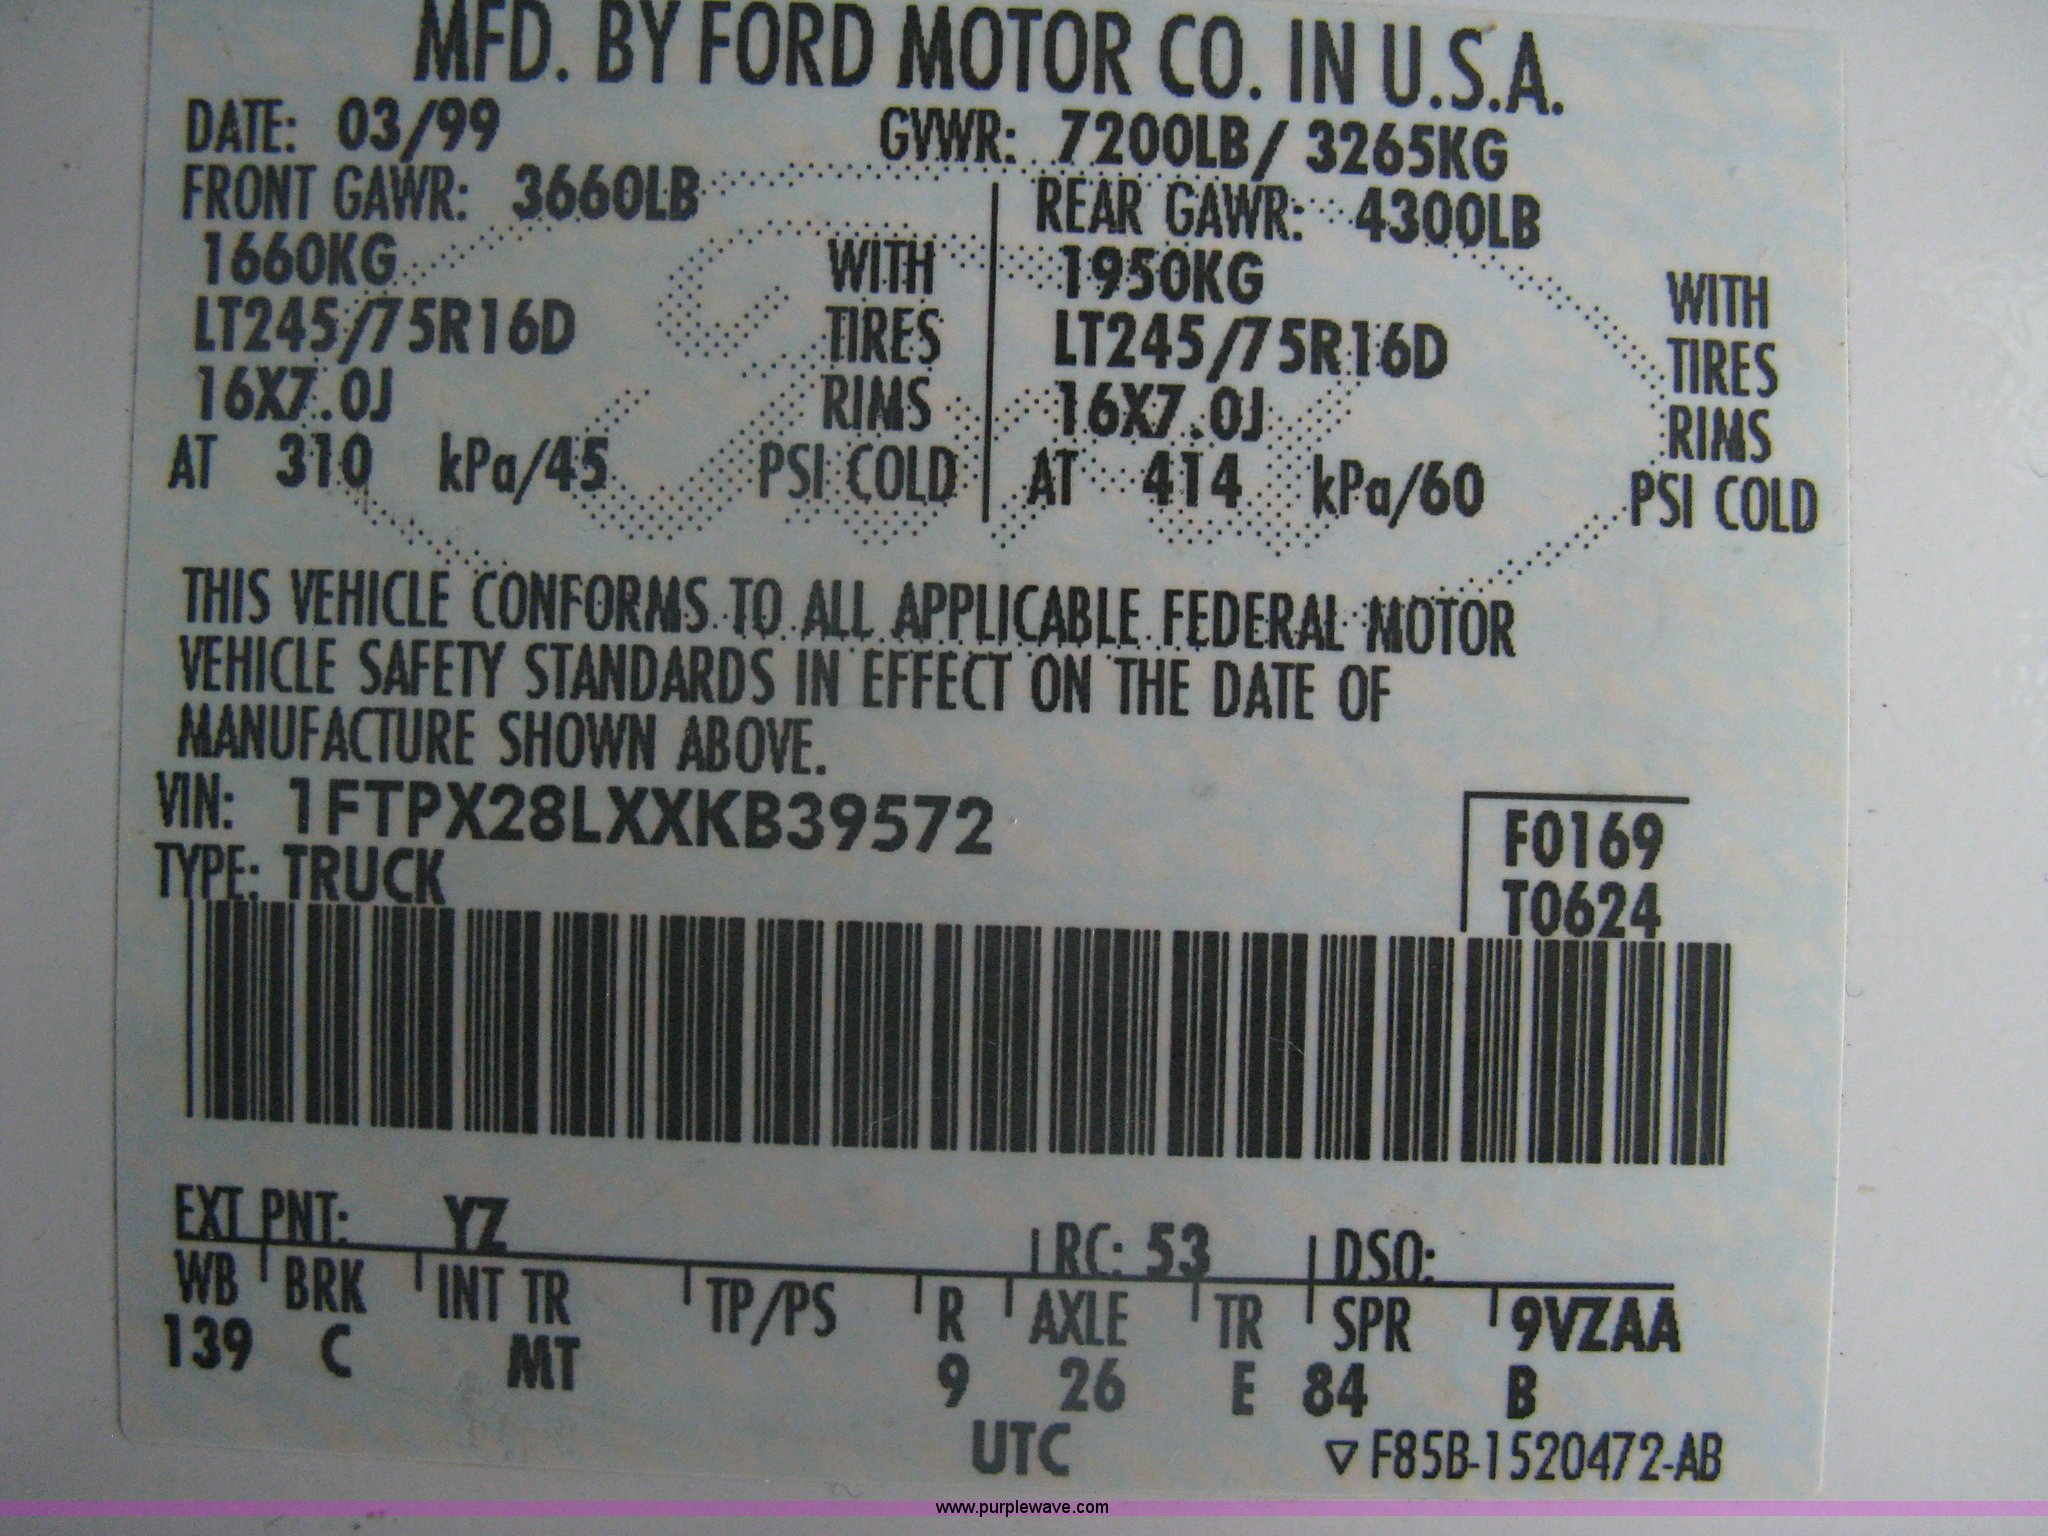 MFD. BY FORD MOTOR CO. IN U.S.A.
DATE: 03/99 GVWR: 7200LB/ 3265KG
FRONT GAWR: 3660LB REAR GAWR: 4300LB
1660KG WITH 1950KG WITH
LT245/75R16D TIRES LT245/75R16D TIRES
16X7.0J RIMS 16X7.0J RIMS
AT 310 kPa/45 PSI COLD AT 414 kPa/60 PSI COLD
THIS VEHICLE CONFORMS TO ALL APPLICABLE FEDERAL MOTOR
VEHICLE SAFETY STANDARDS IN EFFECT ON THE DATE OF
MANUFACTURE SHOWN ABOVE.
VIN: 1FTPX28LXXKB39572 F0169
TYPE: TRUCK T0624
EXT PNT: YZ RC: 53 DSO:
WB BRK INT TR TP/PS R AXLE TR SPR 9VZAA
139 C MT 9 26 E 84 B
UTC ▽ F85B-1520472-AB
www.purplewave.com